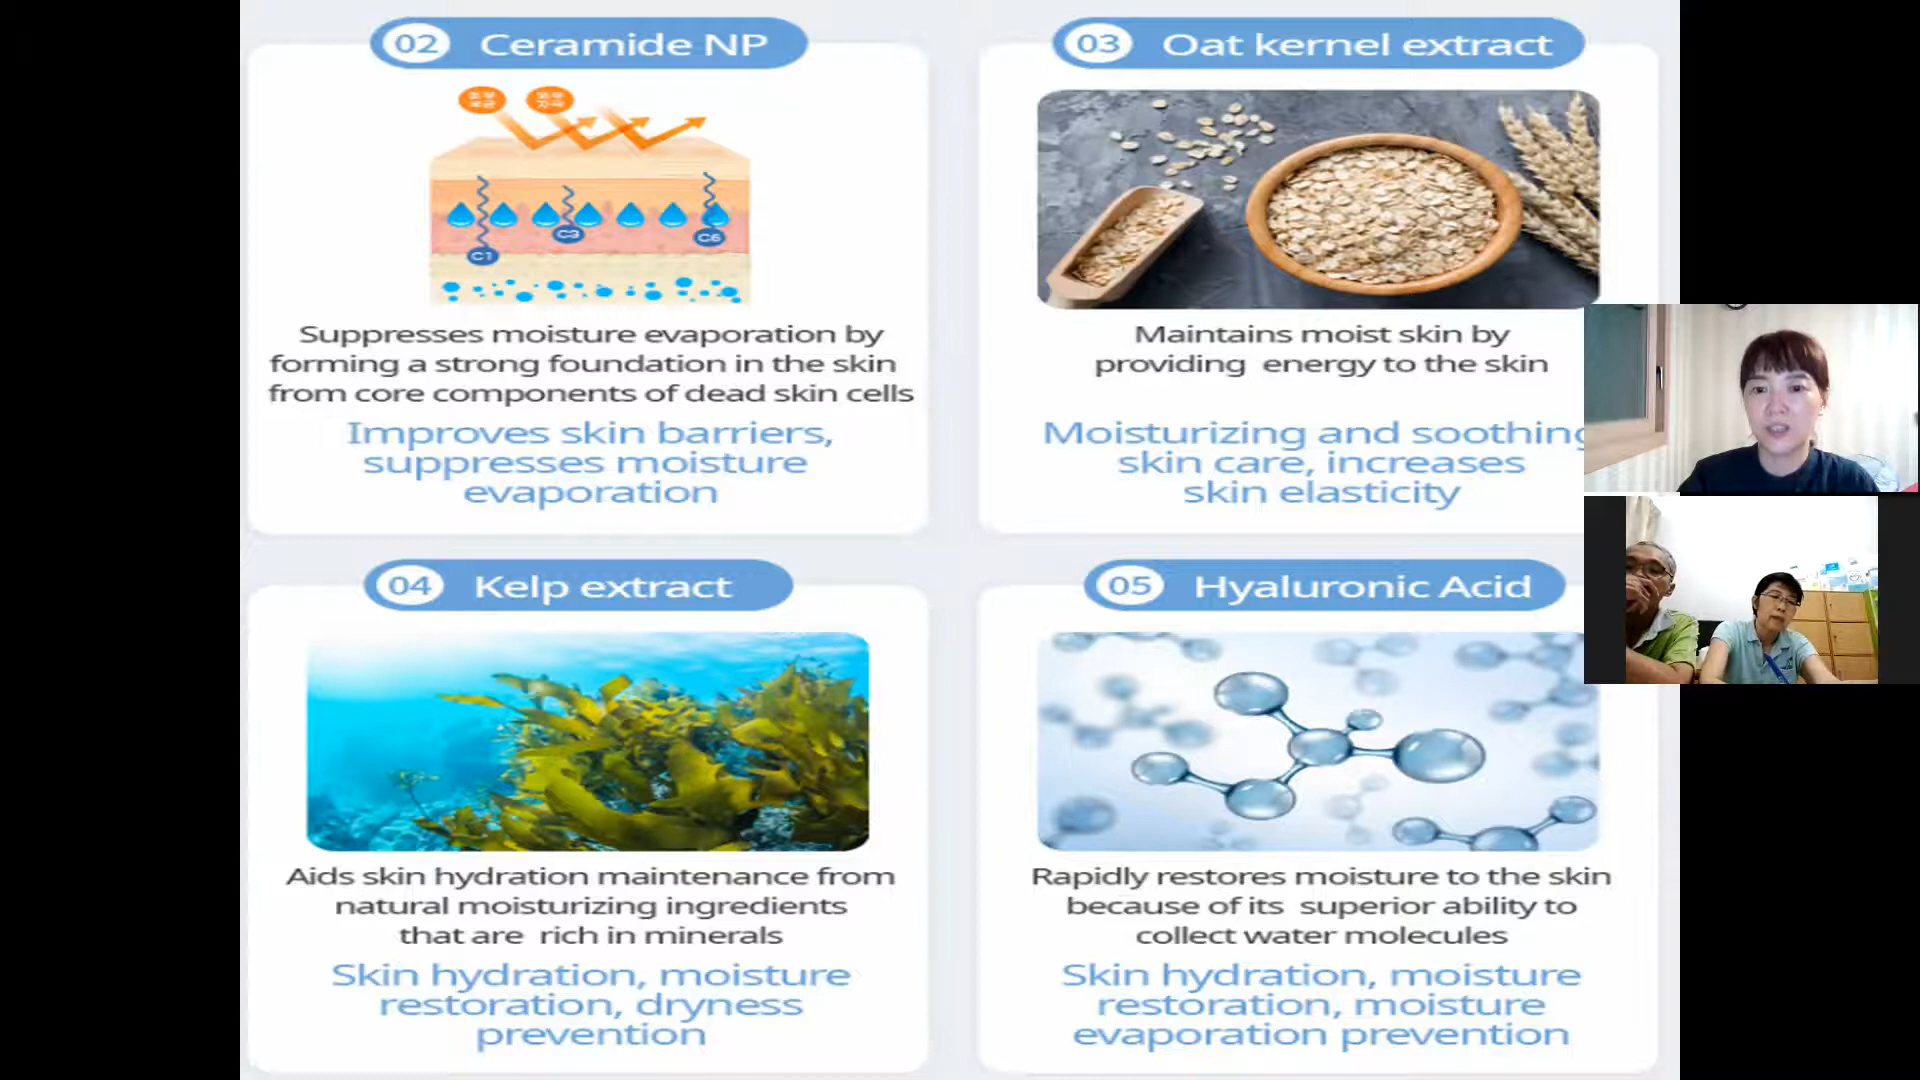 02 Ceramide NP
C1
C3
C6
Suppresses moisture evaporation by
forming a strong foundation in the skin
from core components of dead skin cells
Improves skin barriers,
suppresses moisture
evaporation
03 Oat kernel extract
Maintains moist skin by
providing energy to the skin
Moisturizing and soothing
skin care, increases
skin elasticity
04 Kelp extract
Aids skin hydration maintenance from
natural moisturizing ingredients
that are rich in minerals
Skin hydration, moisture
restoration, dryness
prevention
05 Hyaluronic Acid
Rapidly restores moisture to the skin
because of its superior ability to
collect water molecules
Skin hydration, moisture
restoration, moisture
evaporation prevention